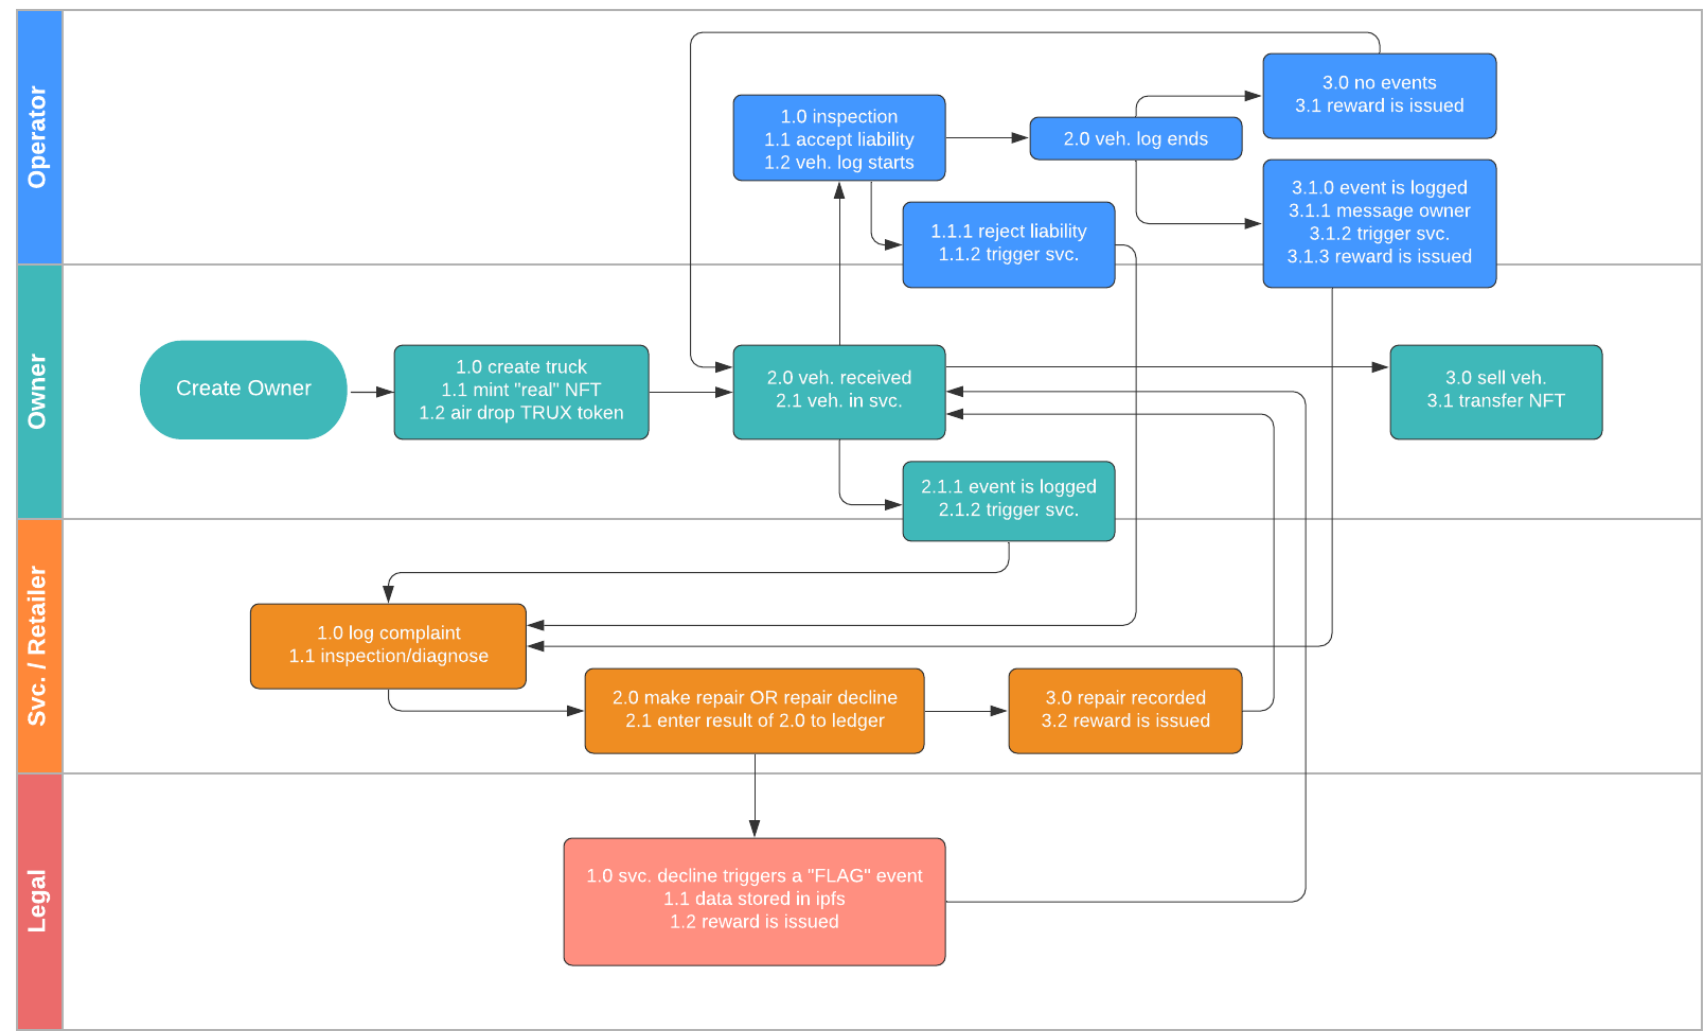 Operator
1.0 inspection
1.1 accept liability
1.2 veh. log starts
2.0 veh. log ends
3.0 no events
3.1 reward is issued
1.1.1 reject liability
1.1.2 trigger svc.
3.1.0 event is logged
3.1.1 message owner
3.1.2 trigger svc.
3.1.3 reward is issued
Owner
Create Owner
1.0 create truck
1.1 mint "real" NFT
1.2 air drop TRUX token
2.0 veh. received
2.1 veh. in svc.
3.0 sell veh.
3.1 transfer NFT
2.1.1 event is logged
2.1.2 trigger svc.
Svc. / Retailer
1.0 log complaint
1.1 inspection/diagnose
2.0 make repair OR repair decline
2.1 enter result of 2.0 to ledger
3.0 repair recorded
3.2 reward is issued
Legal
1.0 svc. decline triggers a "FLAG" event
1.1 data stored in ipfs
1.2 reward is issued